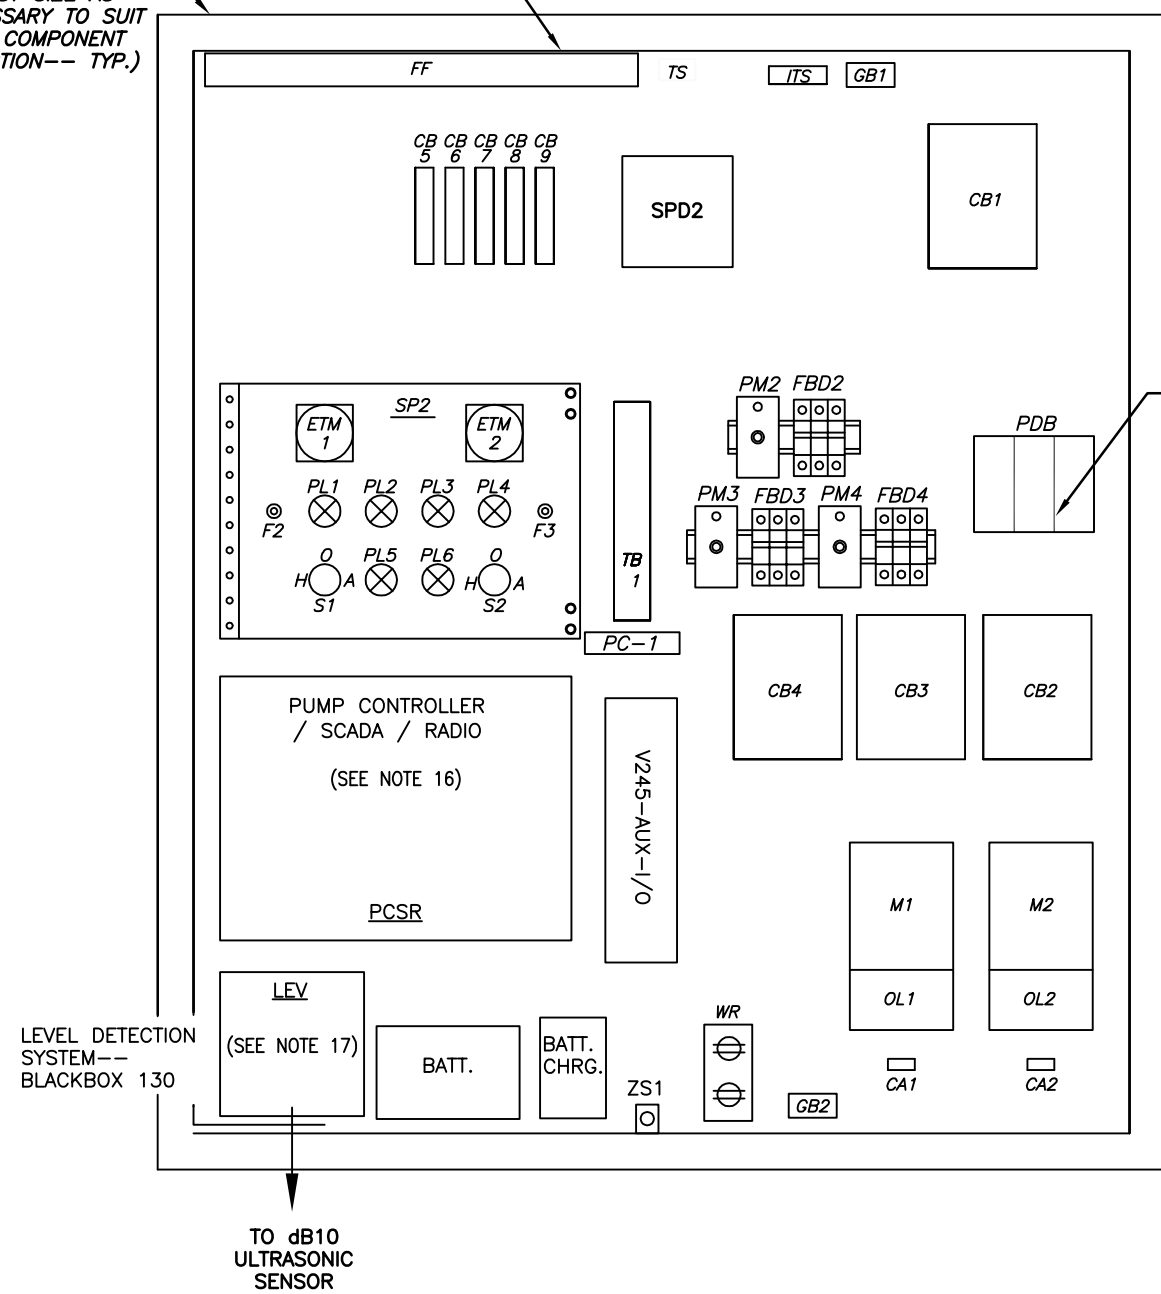 SSARY TO SUIT
COMPONENT
TION-- TYP.)
FF
TS
ITS
GB1
CB CB CB CB CB
5 6 7 8 9
SPD2
CB1
SP2
ETM
1
ETM
2
PL1 PL2 PL3 PL4
F2
F3
O
H A
S1
PL5 PL6
O
H A
S2
TB
1
PC-1
PM2 FBD2
PDB
PM3 FBD3 PM4 FBD4
CB4
CB3
CB2
PUMP CONTROLLER
/ SCADA / RADIO
(SEE NOTE 16)
PCSR
V245-AUX-I/O
M1
M2
OL1
OL2
CA1
CA2
LEV
(SEE NOTE 17)
LEVEL DETECTION
SYSTEM--
BLACKBOX 130
BATT.
BATT.
CHRG.
ZS1
WR
GB2
TO dB10
ULTRASONIC
SENSOR